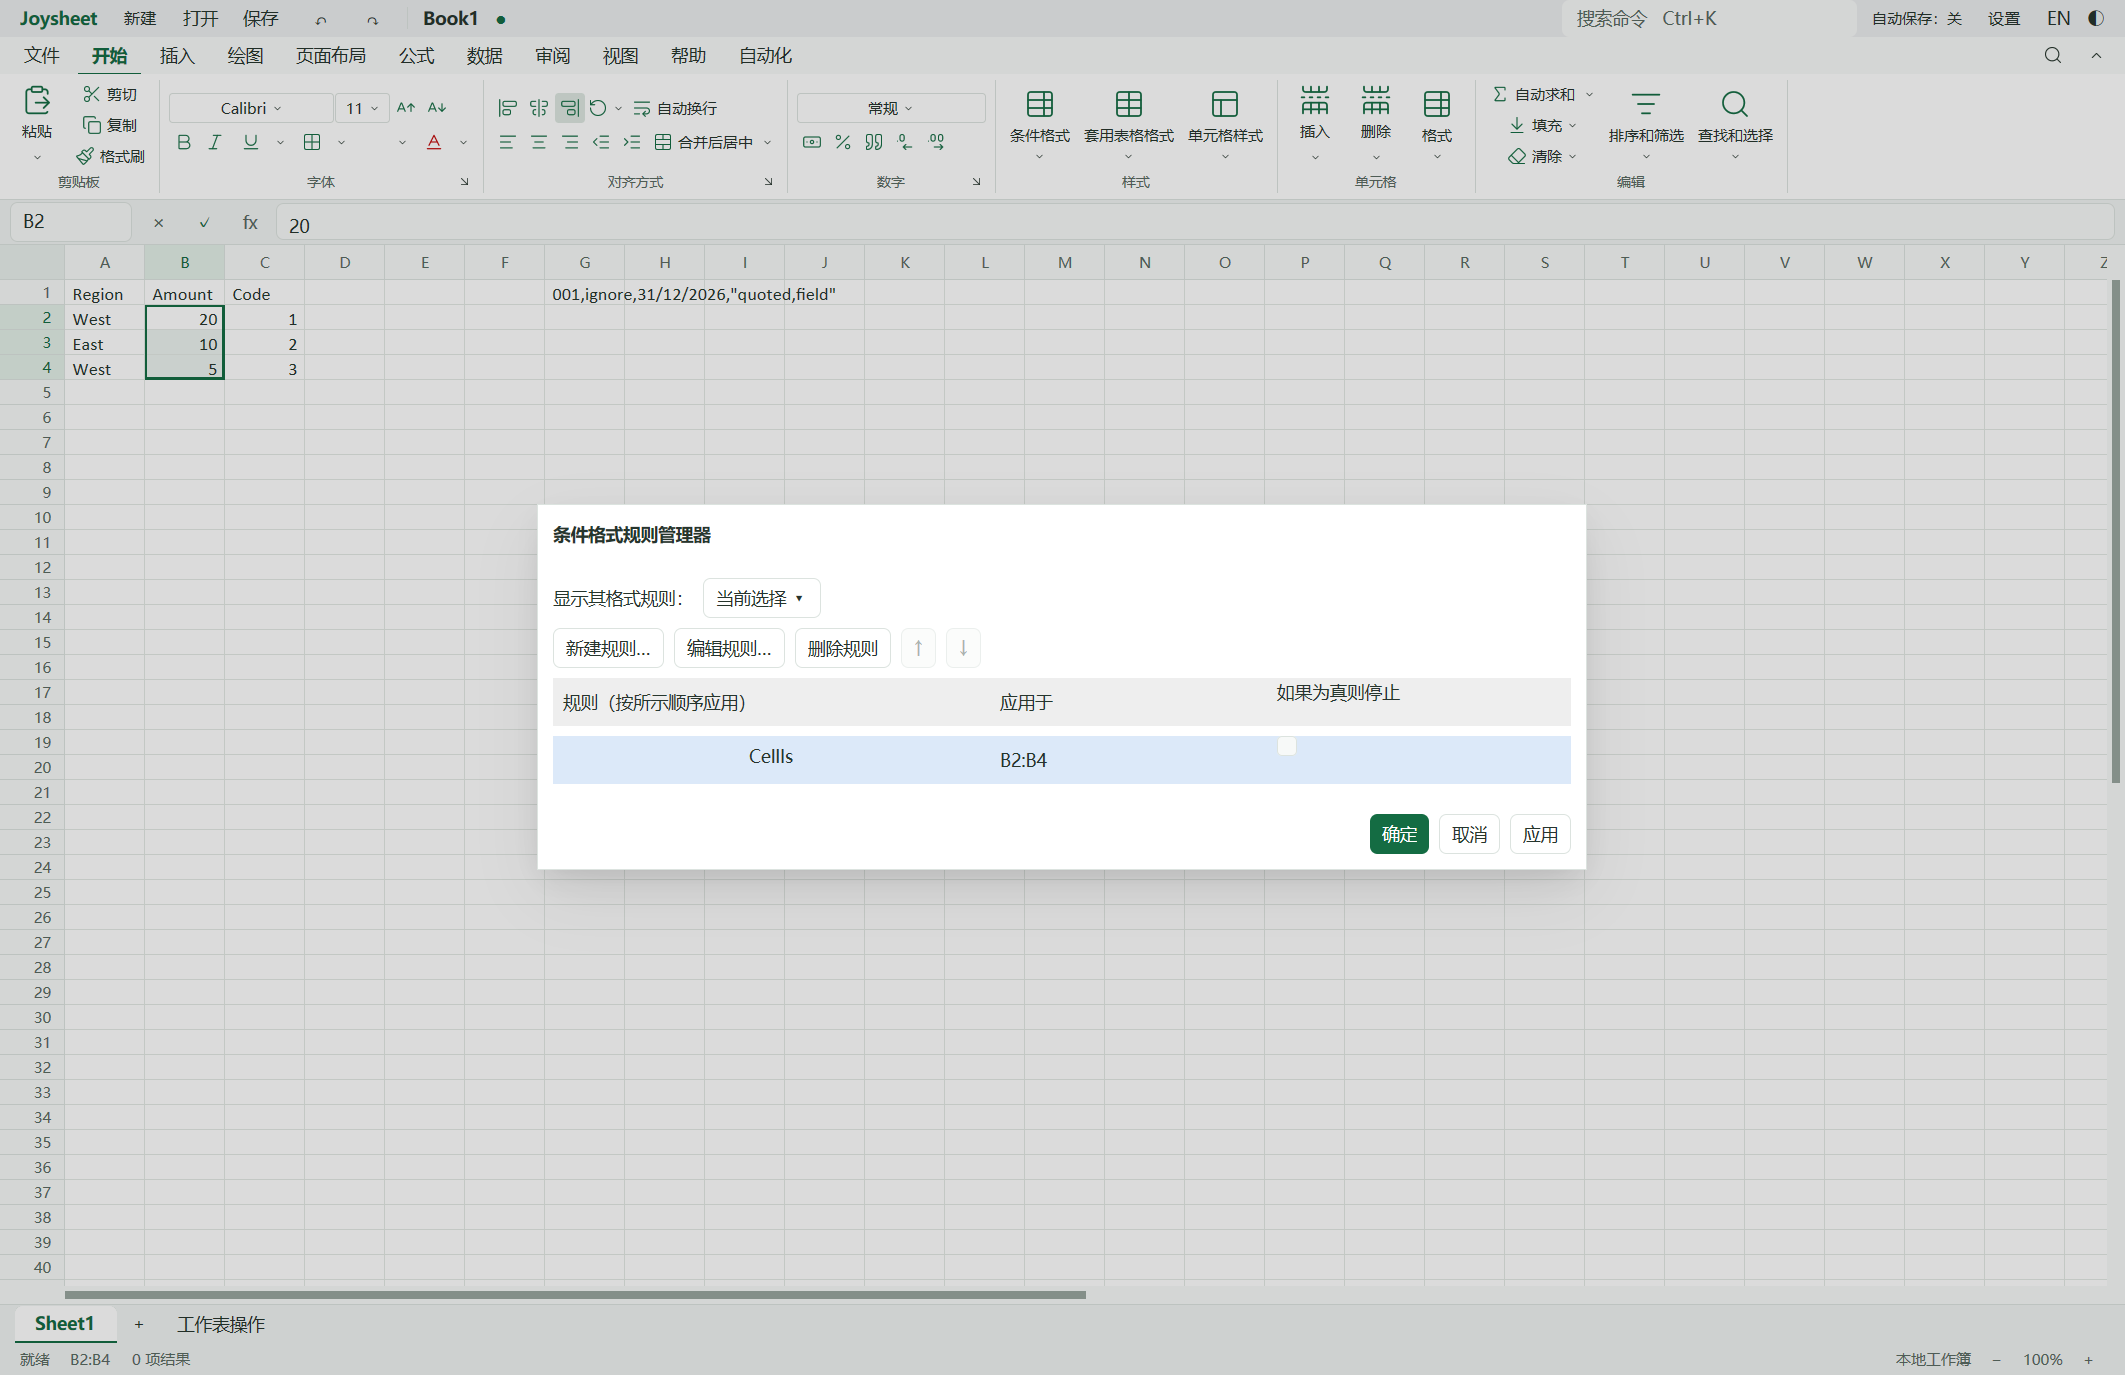 Joysheet 新建 打开 保存 Book1 搜索命令 Ctrl+K 自动保存：关 设置 EN
文件 开始 插入 绘图 页面布局 公式 数据 审阅 视图 帮助 自动化
粘贴 剪切 复制 格式刷 剪贴板
Calibri 11 字体
自动换行 合并后居中 对齐方式
常规 数字
条件格式 套用表格格式 单元格样式 样式
插入 删除 格式 单元格
自动求和 填充 清除 排序和筛选 查找和选择 编辑
B2 × ✓ fx 20
A B C D E F G H I J K L M N O P Q R S T U V W X Y Z
1 Region Amount Code 001,ignore,31/12/2026,"quoted,field"
2 West 20 1
3 East 10 2
4 West 5 3
5
6
7
8
9
10
11
12
13
14
15
16
17
18
19
20
21
22
23
24
25
26
27
28
29
30
31
32
33
34
35
36
37
38
39
40
条件格式规则管理器
显示其格式规则： 当前选择
新建规则... 编辑规则... 删除规则 ↑ ↓
规则（按所示顺序应用） 应用于 如果为真则停止
CellIs B2:B4
确定 取消 应用
Sheet1 + 工作表操作
就绪 B2:B4 0 项结果 本地工作簿 − 100% +